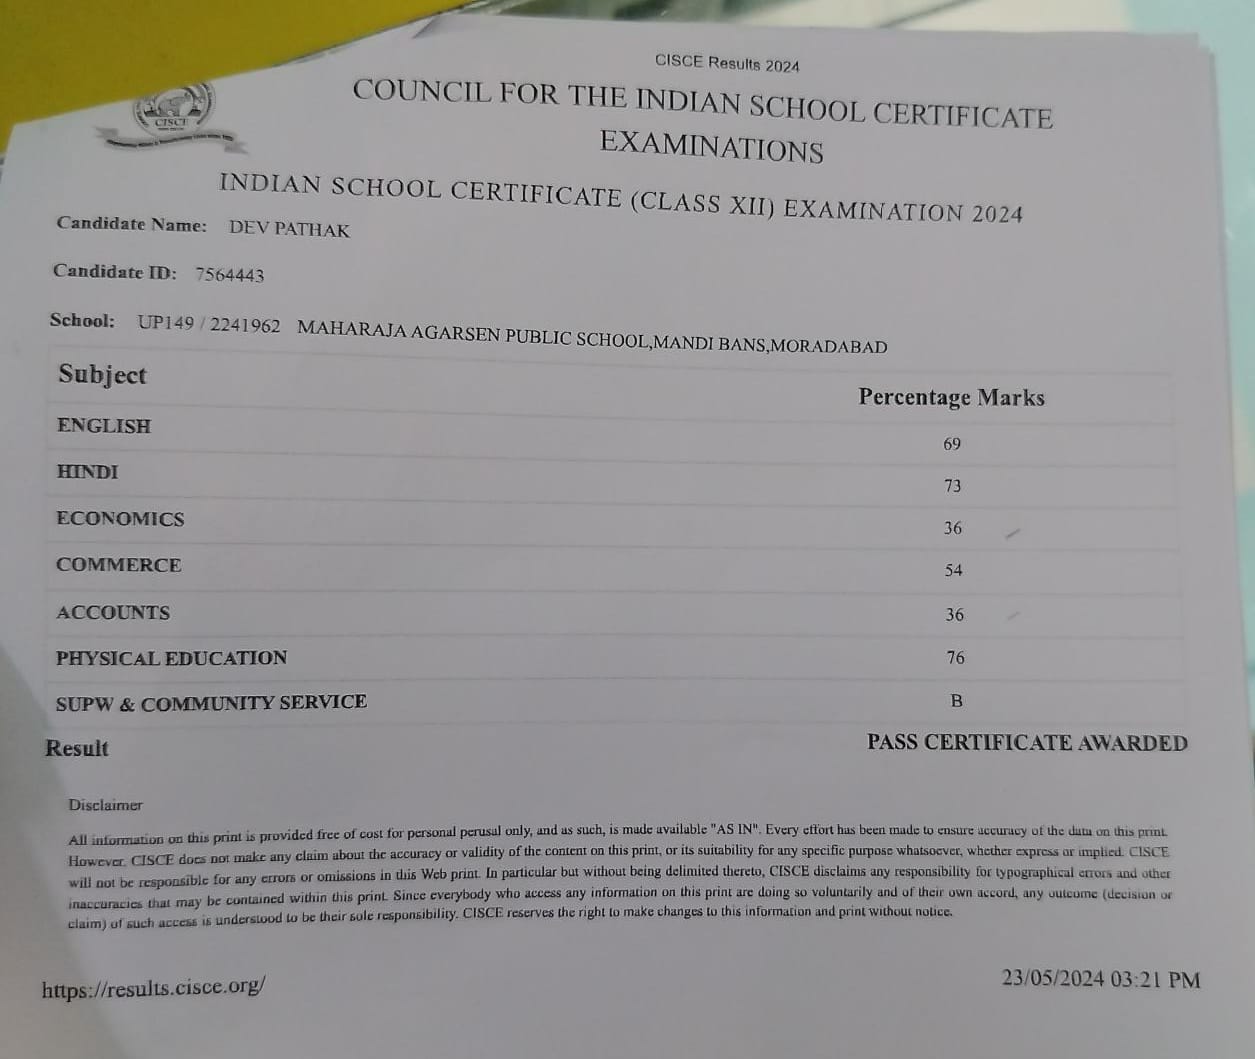 CISCE Results 2024
CISCE
COUNCIL FOR THE INDIAN SCHOOL CERTIFICATE
EXAMINATIONS
INDIAN SCHOOL CERTIFICATE (CLASS XII) EXAMINATION 2024
Candidate Name: DEV PATHAK
Candidate ID: 7564443
School: UP149 / 2241962 MAHARAJA AGARSEN PUBLIC SCHOOL,MANDI BANS,MORADABAD
Subject Percentage Marks
ENGLISH 69
HINDI 73
ECONOMICS 36
COMMERCE 54
ACCOUNTS 36
PHYSICAL EDUCATION 76
SUPW & COMMUNITY SERVICE B
Result PASS CERTIFICATE AWARDED
Disclaimer
All information on this print is provided free of cost for personal perusal only, and as such, is made available "AS IN". Every effort has been made to ensure accuracy of the data on this print.
However, CISCE does not make any claim about the accuracy or validity of the content on this print, or its suitability for any specific purpose whatsoever, whether express or implied. CISCE
will not be responsible for any errors or omissions in this Web print. In particular but without being delimited thereto, CISCE disclaims any responsibility for typographical errors and other
inaccuracies that may be contained within this print. Since everybody who access any information on this print are doing so voluntarily and of their own accord, any outcome (decision or
claim) of such access is understood to be their sole responsibility. CISCE reserves the right to make changes to this information and print without notice.
https://results.cisce.org/ 23/05/2024 03:21 PM